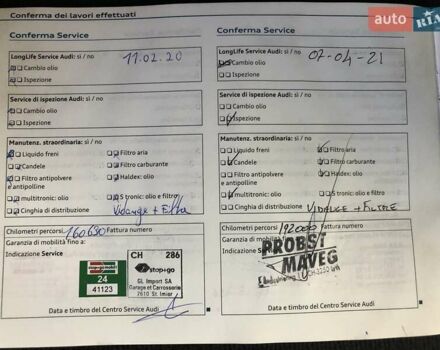 auto RIA
Conferma dei lavori effettuati
Conferma Service
LongLife Service Audi: sì / no
11.02.20
Cambio olio
Ispezione
Service di ispezione Audi: sì / no
Cambio olio
Ispezione
Manutenz. straordinaria: sì / no
Liquido freni
Filtro aria
Candele
Filtro carburante
Filtro antipolvere e antipolline
Haldex: olio
multitronic: olio
S tronic: olio e filtro
Cinghia di distribuzione
Vidange +
Chilometri percorsi
160630
Fattura numero
Garanzia di mobilità fino a:
Indicazione Service
24
41123
CH 286
stop+go
GL Import SA
Garage et Carrosserie
2610 St. Imier
Data e timbro del Centro Service Audi
Conferma Service
LongLife Service Audi: sì / no
07-04-21
Cambio olio
Ispezione
Service di ispezione Audi: sì / no
Cambio olio
Ispezione
Manutenz. straordinaria: sì / no
Liquido freni
Filtro aria
Candele
Filtro carburante
Filtro antipolvere e antipolline
Haldex: olio
multitronic: olio
S tronic: olio e filtro
Cinghia di distribuzione
VIDANGE + FILTRE
Chilometri percorsi
192000
Fattura numero
Garanzia di mobilità
Indicazione Service
PROBST
MAVEG
Data e timbro del Centro Service Audi